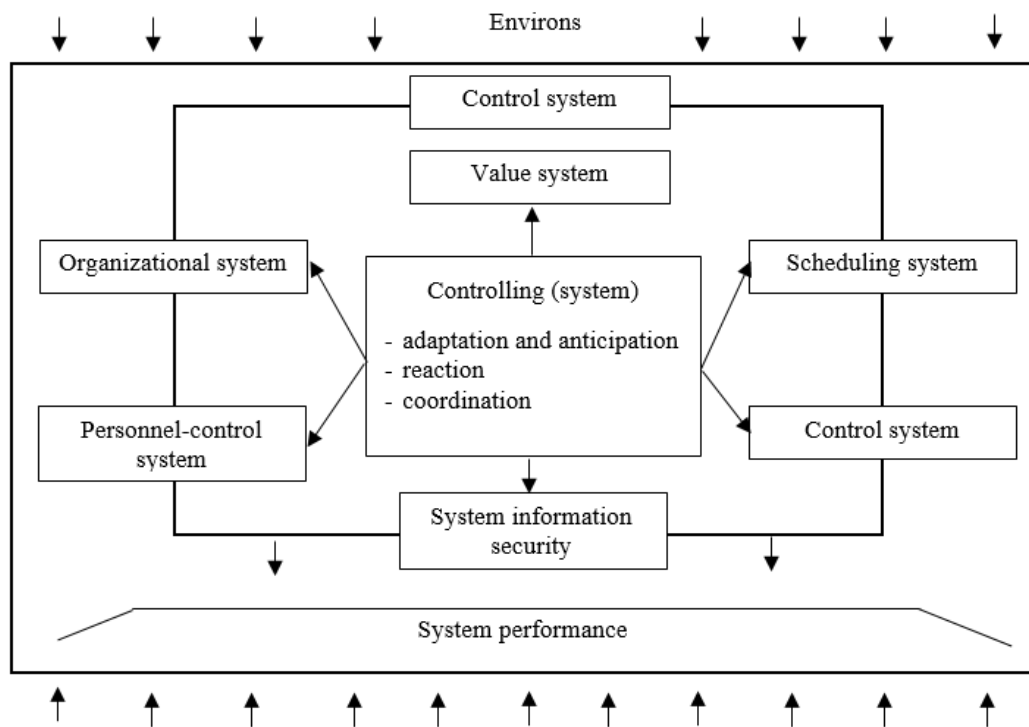 Environs
Control system
Value system
Organizational system
Scheduling system
Controlling (system)
- adaptation and anticipation
- reaction
- coordination
Personnel-control
system
Control system
System information
security
System performance